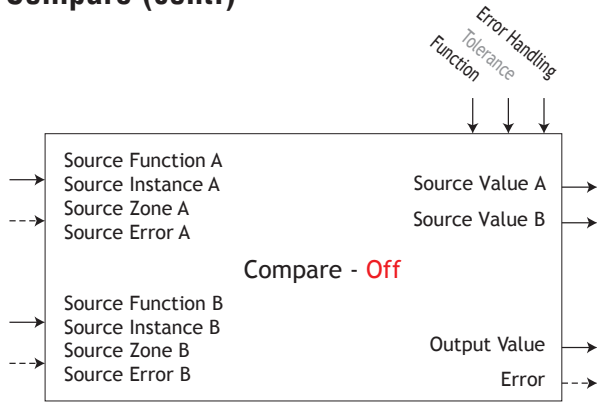 Compare (cont.)
Function
Tolerance
Error Handling
Source Function A
Source Instance A
Source Zone A
Source Error A
Source Value A
Source Value B
Compare - Off
Source Function B
Source Instance B
Source Zone B
Source Error B
Output Value
Error